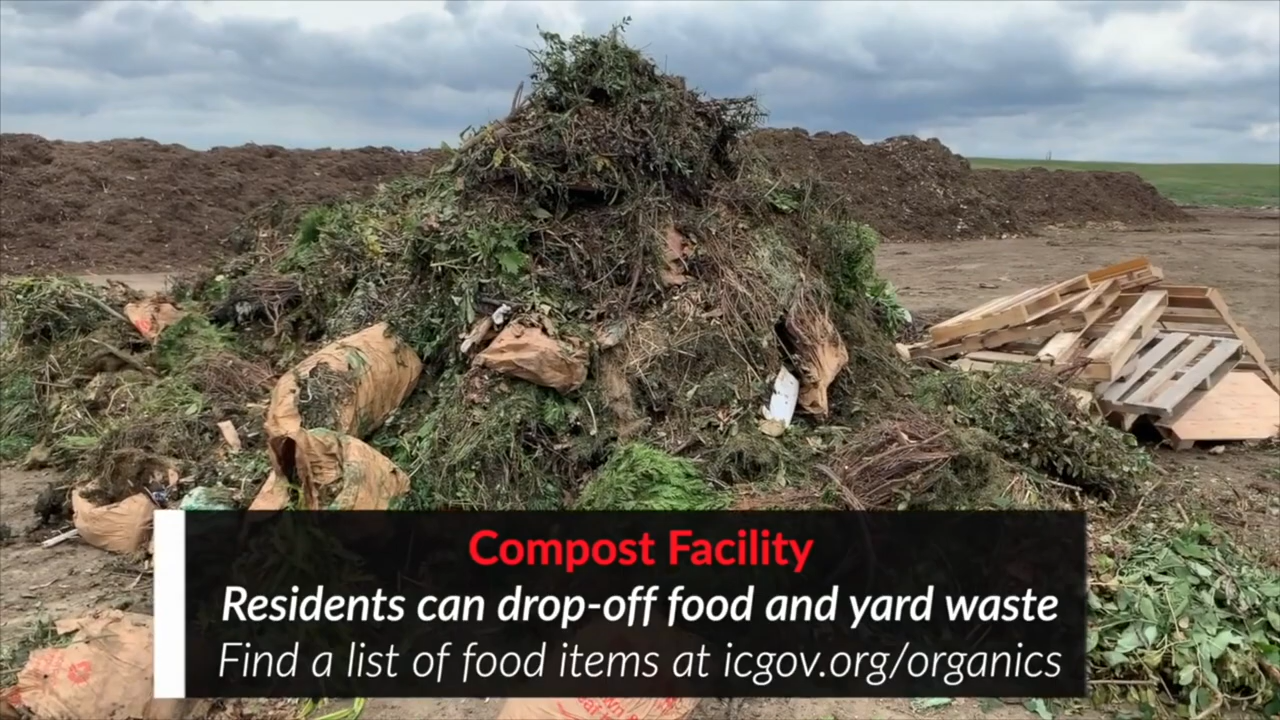 Compost Facility
Residents can drop-off food and yard waste
Find a list of food items at icgov.org/organics